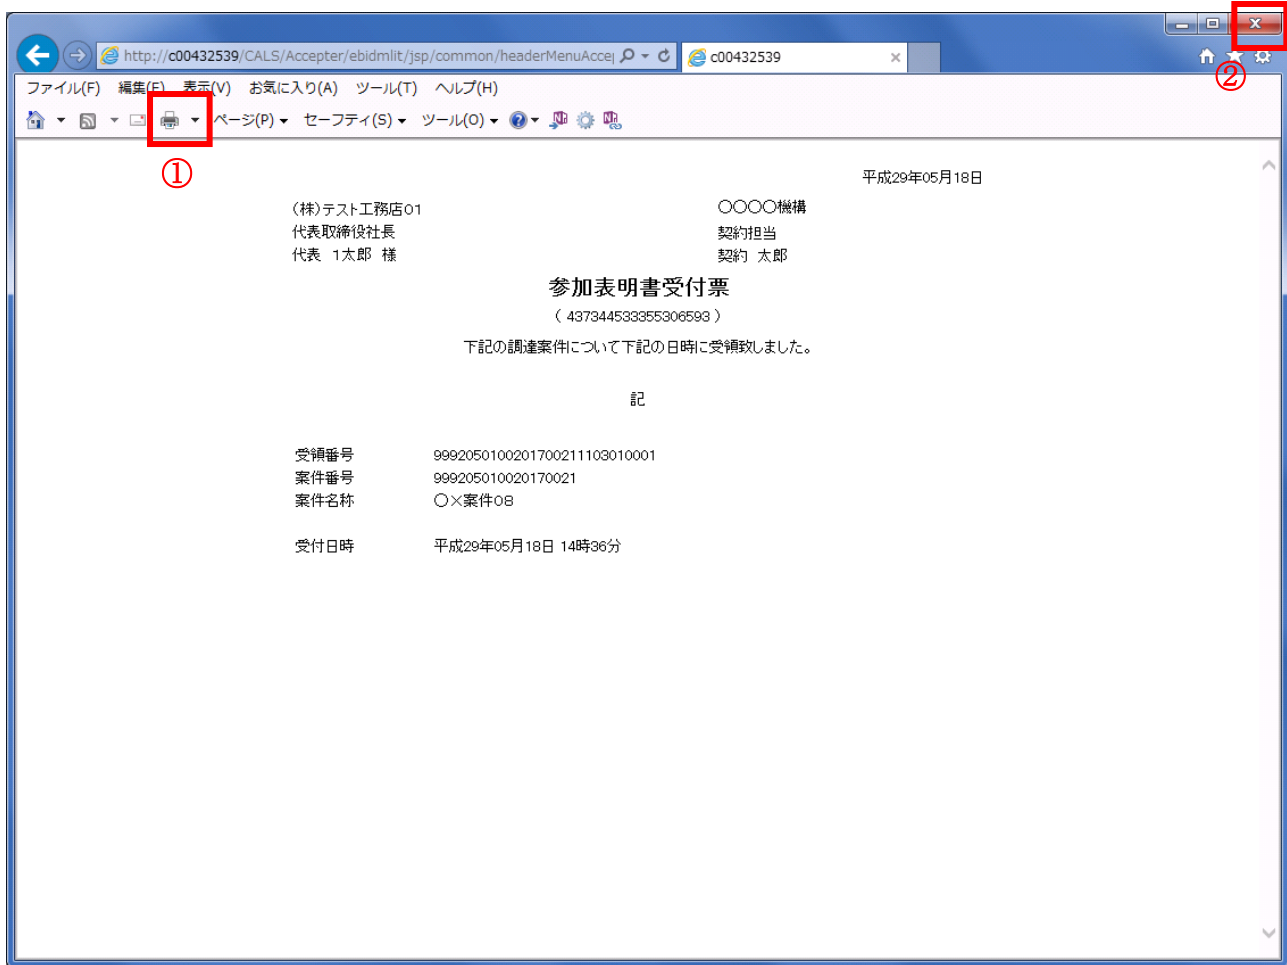 http://c00432539/CALS/Accepter/ebidmlit/jsp/common/headerMenuAccep
c00432539
ファイル(F) 編集(E) 表示(V) お気に入り(A) ツール(T) ヘルプ(H)
②
ページ(P) セーフティ(S) ツール(O)
①
平成29年05月18日
(株)テスト工務店01
○○○○機構
代表取締役社長
契約担当
代表 1太郎 様
契約 太郎
参加表明書受付票
( 437344533355306593 )
下記の調達案件について下記の日時に受領致しました。
記
受領番号 9992050100201700211103010001
案件番号 999205010020170021
案件名称 ○×案件08
受付日時 平成29年05月18日 14時36分